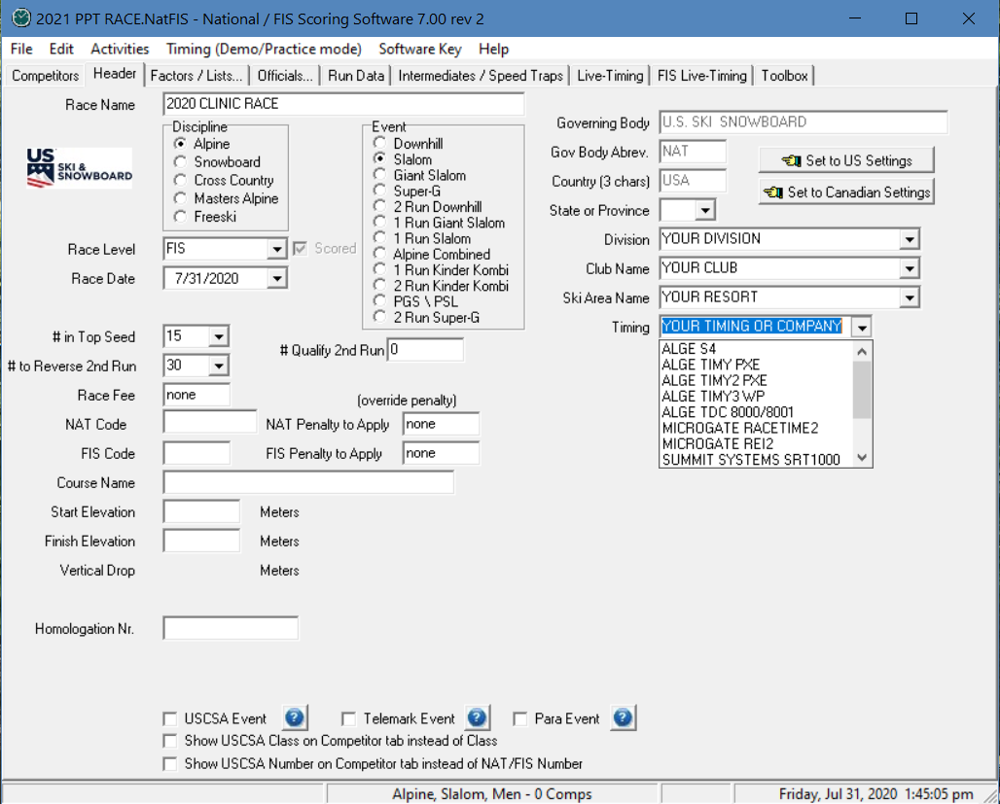 2021 PPT RACE.NatFIS - National / FIS Scoring Software 7.00 rev 2
File Edit Activities Timing (Demo/Practice mode) Software Key Help
Competitors Header Factors / Lists... Officials... Run Data Intermediates / Speed Traps Live-Timing FIS Live-Timing Toolbox
Race Name 2020 CLINIC RACE
US SKI & SNOWBOARD
Discipline
Alpine
Snowboard
Cross Country
Masters Alpine
Freeski
Event
Downhill
Slalom
Giant Slalom
Super-G
2 Run Downhill
1 Run Giant Slalom
1 Run Slalom
Alpine Combined
1 Run Kinder Kombi
2 Run Kinder Kombi
PGS \ PSL
2 Run Super-G
Race Level FIS Scored
Race Date 7/31/2020
# in Top Seed 15
# Qualify 2nd Run 0
# to Reverse 2nd Run 30
Race Fee none
(override penalty)
NAT Code NAT Penalty to Apply none
FIS Code FIS Penalty to Apply none
Course Name
Start Elevation Meters
Finish Elevation Meters
Vertical Drop Meters
Homologation Nr.
Governing Body U.S. SKI SNOWBOARD
Gov Body Abrev. NAT Set to US Settings
Country (3 chars) USA Set to Canadian Settings
State or Province
Division YOUR DIVISION
Club Name YOUR CLUB
Ski Area Name YOUR RESORT
Timing YOUR TIMING OR COMPANY
ALGE S4
ALGE TIMY PXE
ALGE TIMY2 PXE
ALGE TIMY3 WP
ALGE TDC 8000/8001
MICROGATE RACETIME2
MICROGATE REI2
SUMMIT SYSTEMS SRT1000
USCSA Event ? Telemark Event ? Para Event ?
Show USCSA Class on Competitor tab instead of Class
Show USCSA Number on Competitor tab instead of NAT/FIS Number
Alpine, Slalom, Men - 0 Comps Friday, Jul 31, 2020 1:45:05 pm